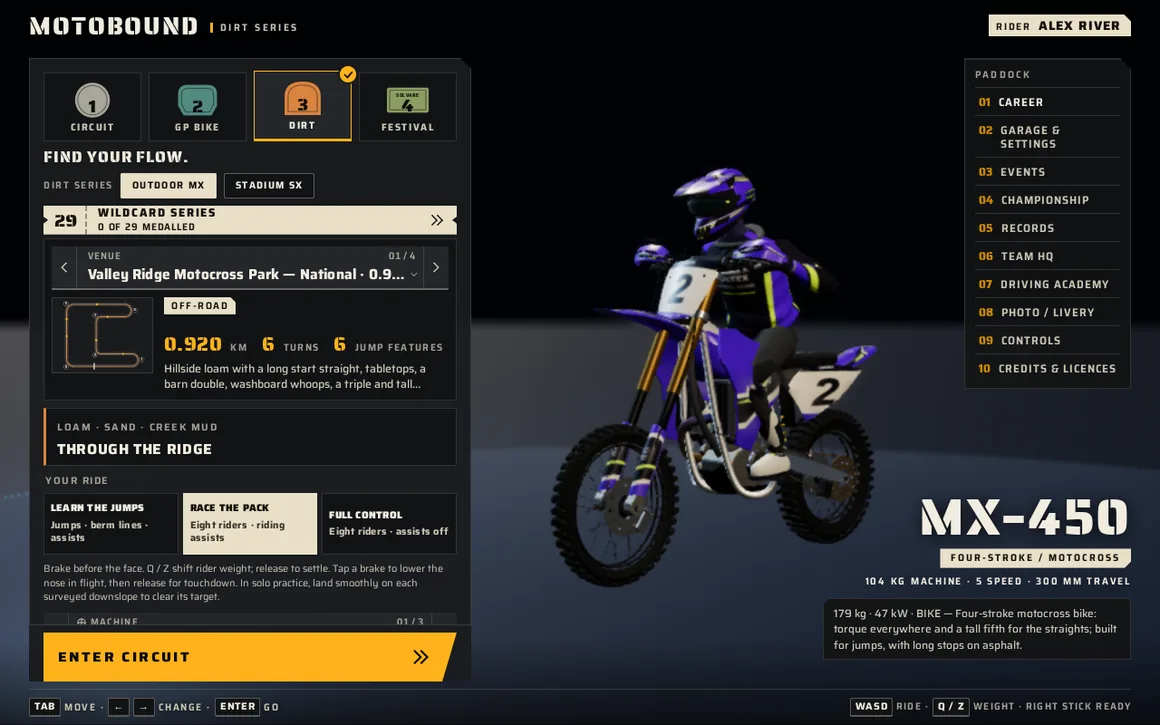 MOTOBOUND
DIRT SERIES
RIDER ALEX RIVER
1
CIRCUIT
2
GP BIKE
3
DIRT
4
FESTIVAL
FIND YOUR FLOW.
DIRT SERIES OUTDOOR MX STADIUM SX
29 WILDCARD SERIES
0 OF 29 MEDALLED
VENUE 01 / 4
Valley Ridge Motocross Park — National · 0.9...
OFF-ROAD
0.920 KM 6 TURNS 6 JUMP FEATURES
Hillside loam with a long start straight, tabletops, a
barn double, washboard whoops, a triple and tall...
LOAM · SAND · CREEK MUD
THROUGH THE RIDGE
YOUR RIDE
LEARN THE JUMPS
Jumps · berm lines ·
assists
RACE THE PACK
Eight riders · riding
assists
FULL CONTROL
Eight riders · assists off
Brake before the face. Q / Z shift rider weight; release to settle. Tap a brake to lower the
nose in flight, then release for touchdown. In solo practice, land smoothly on each
surveyed downslope to clear its target.
MACHINE 01 / 3
ENTER CIRCUIT
TAB MOVE · ← → CHANGE · ENTER GO
2
2
PADDOCK
01 CAREER
02 GARAGE &
SETTINGS
03 EVENTS
04 CHAMPIONSHIP
05 RECORDS
06 TEAM HQ
07 DRIVING ACADEMY
08 PHOTO / LIVERY
09 CONTROLS
10 CREDITS & LICENCES
MX-450
FOUR-STROKE / MOTOCROSS
104 KG MACHINE · 5 SPEED · 300 MM TRAVEL
179 kg · 47 kW · BIKE — Four-stroke motocross bike:
torque everywhere and a tall fifth for the straights; built
for jumps, with long stops on asphalt.
WASD RIDE · Q / Z WEIGHT · RIGHT STICK READY